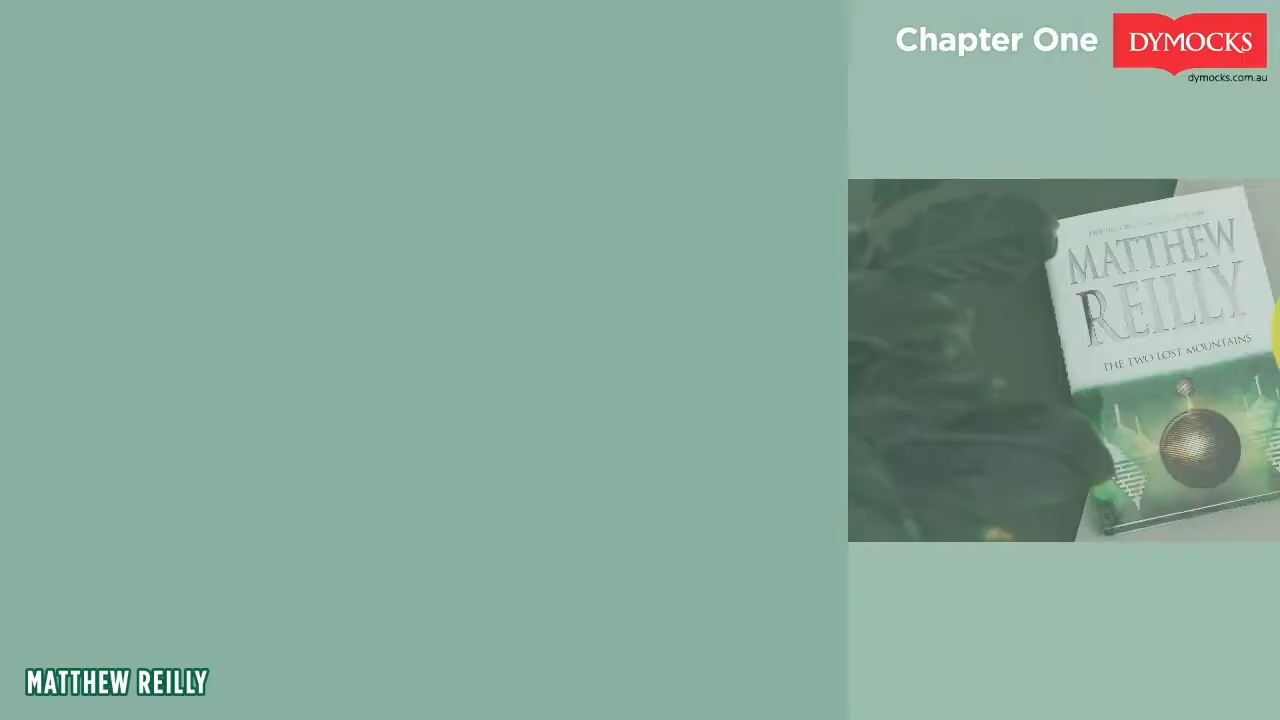 Chapter One
DYMOCKS
dymocks.com.au
MATTHEW
REILLY
THE TWO LOST MOUNTAINS
MATTHEW REILLY